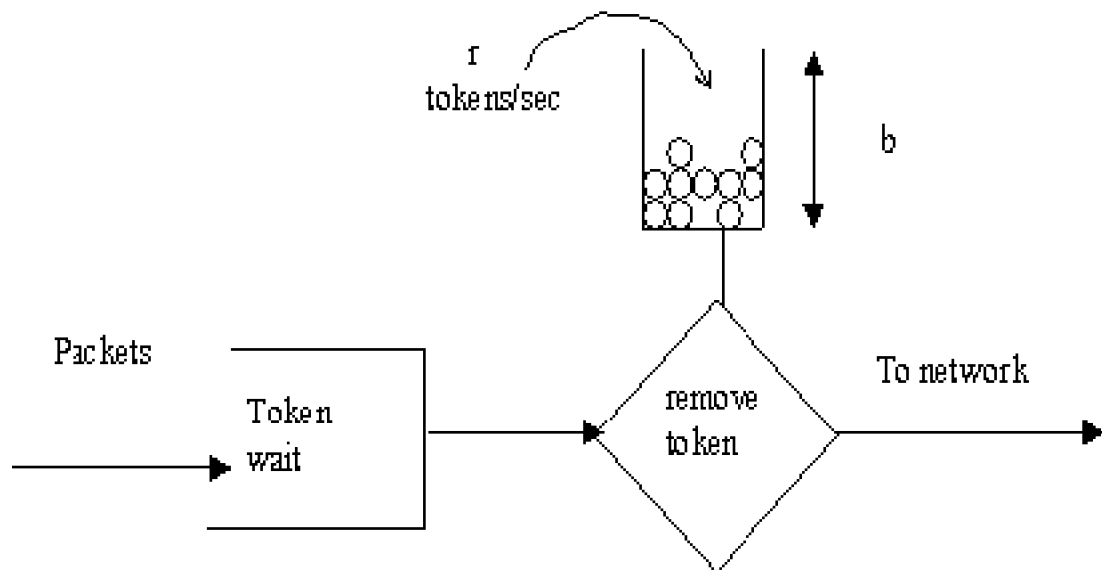 r
tokens/sec
b
Packets
Token
wait
remove
token
To network